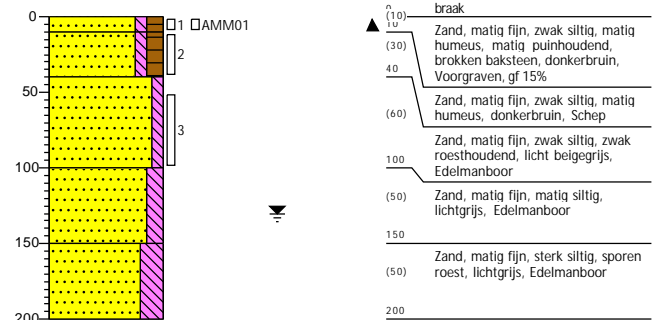 0
1 AMM01
2
50
3
100
150
200
0
braak
(10)
10
Zand, matig fijn, zwak siltig, matig
humeus, matig puinhoudend,
(30)
brokken baksteen, donkerbruin,
Voorgraven, gf 15%
40
Zand, matig fijn, zwak siltig, matig
humeus, donkerbruin, Schep
(60)
Zand, matig fijn, zwak siltig, zwak
roesthoudend, licht beigegrijs,
Edelmanboor
100
Zand, matig fijn, matig siltig,
(50)
lichtgrijs, Edelmanboor
150
Zand, matig fijn, sterk siltig, sporen
roest, lichtgrijs, Edelmanboor
(50)
200